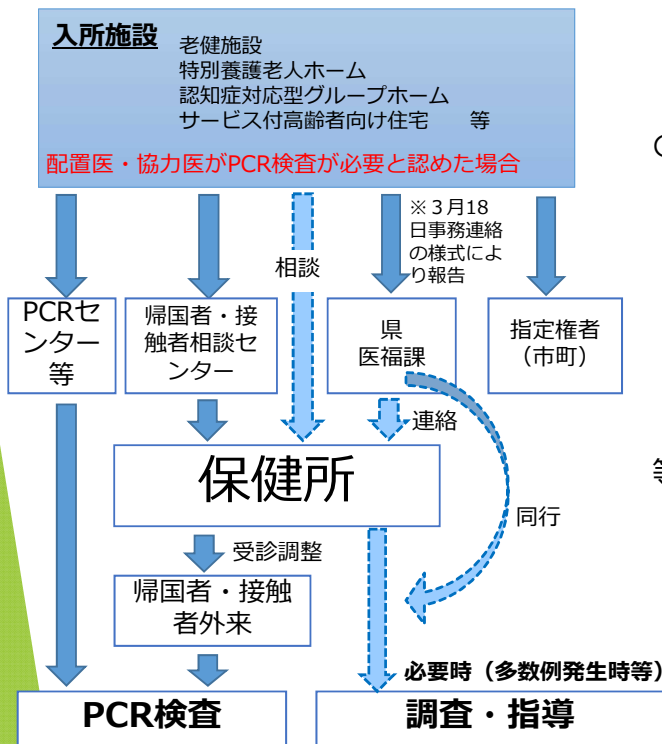 入所施設 老健施設
特別養護老人ホーム
認知症対応型グループホーム
サービス付高齢者向け住宅 等
配置医・協力医がPCR検査が必要と認めた場合
相談
※３月18
日事務連絡
の様式によ
り報告
PCRセ
ンター
等
帰国者・接
触者相談セ
ンター
県
医福課
指定権者
（市町）
連絡
保健所
同行
受診調整
帰国者・接触
者外来
必要時（多数例発生時等）
PCR検査
調査・指導